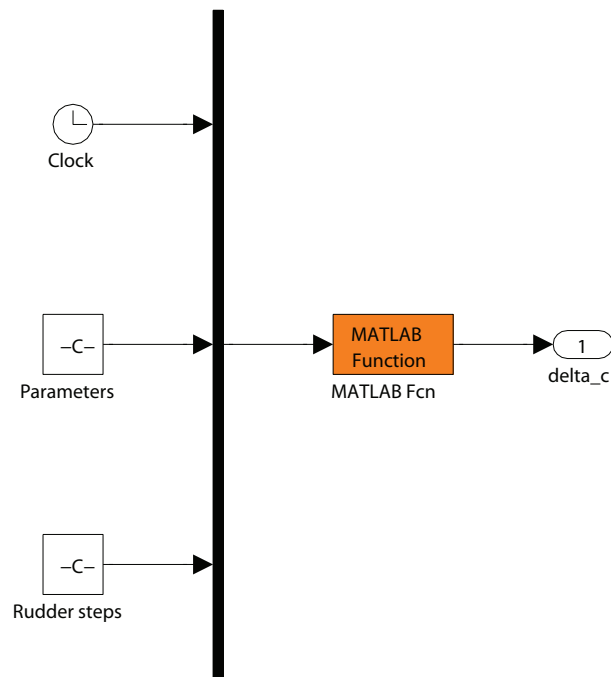 Clock
–C–
Parameters
MATLAB
Function
MATLAB Fcn
1
delta_c
–C–
Rudder steps